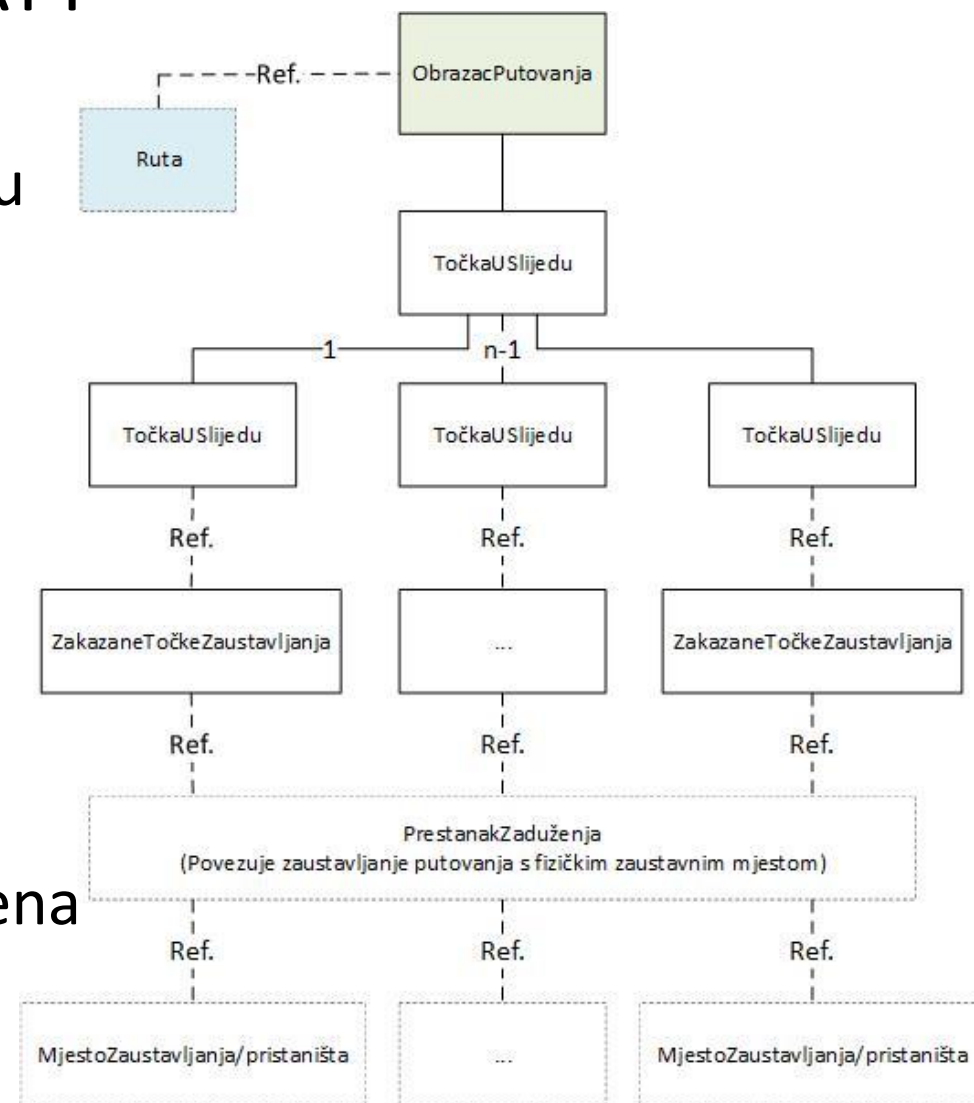 ObrazacPutovanja
Ref.
Ruta
u
TočkaUSlijedu
1
n-1
TočkaUSlijedu
TočkaUSlijedu
TočkaUSlijedu
Ref.
Ref.
Ref.
ZakazaneTočkeZaustavljanja
...
ZakazaneTočkeZaustavljanja
Ref.
Ref.
Ref.
PrestanakZaduženja
(Povezuje zaustavljanje putovanja s fizičkim zaustavnim mjestom)
ena
Ref.
Ref.
Ref.
MjestoZaustavljanja/pristaništa
...
MjestoZaustavljanja/pristaništa